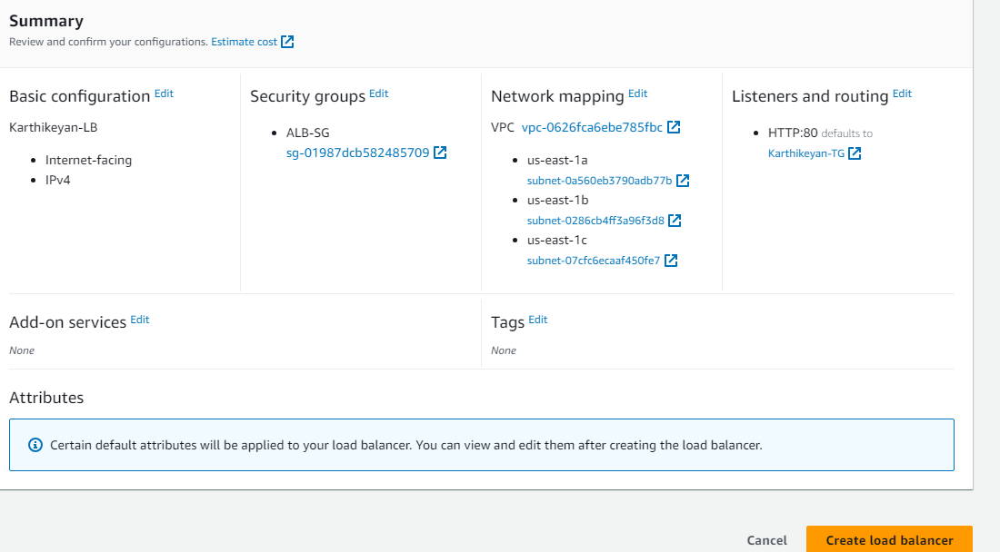 Summary
Review and confirm your configurations. Estimate cost
Basic configuration Edit
Karthikeyan-LB
Internet-facing
IPv4
Security groups Edit
ALB-SG
sg-01987dcb582485709
Network mapping Edit
VPC vpc-0626fca6ebe785fbc
us-east-1a
subnet-0a560eb3790adb77b
us-east-1b
subnet-0286cb4ff3a96f3d8
us-east-1c
subnet-07cfc6ecaaf450fe7
Listeners and routing Edit
HTTP:80 defaults to
Karthikeyan-TG
Add-on services Edit
None
Tags Edit
None
Attributes
Certain default attributes will be applied to your load balancer. You can view and edit them after creating the load balancer.
Cancel
Create load balancer